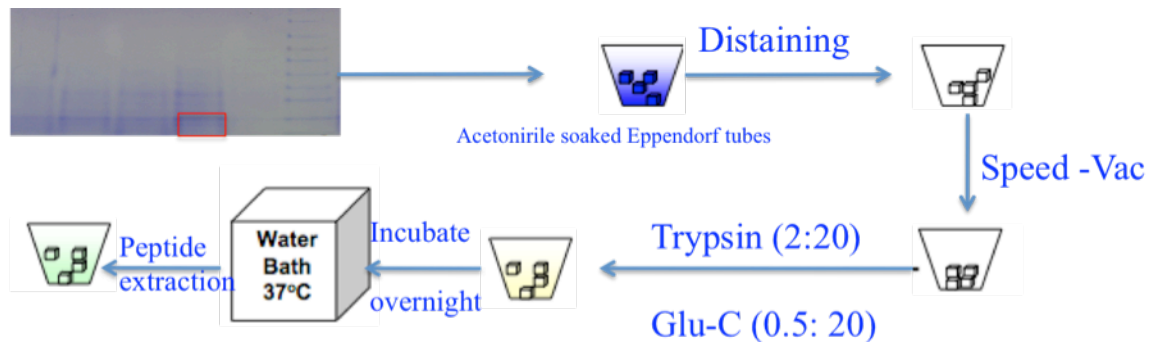 Distaining
Acetonirile soaked Eppendorf tubes
Speed -Vac
Trypsin (2:20)
Glu-C (0.5: 20)
Incubate
overnight
Water
Bath
37°C
Peptide
extraction